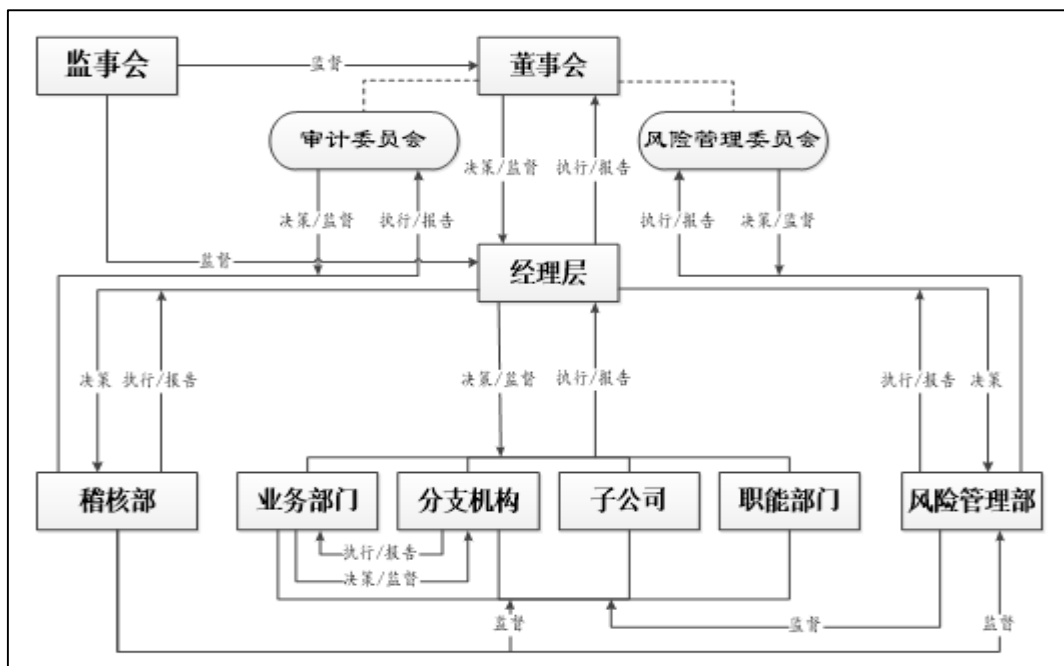 监事会
监督
董事会
审计委员会
风险管理委员会
决策/监督
执行/报告
决策/监督
执行/报告
执行/报告
决策/监督
监督
经理层
决策
执行/报告
决策/监督
执行/报告
执行/报告
决策
稽核部
业务部门
分支机构
子公司
职能部门
风险管理部
执行/报告
决策/监督
监督
监督
监督